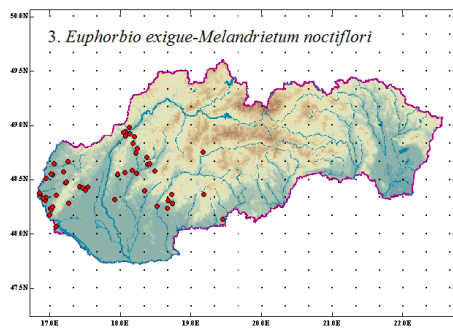 50.0N
3. Euphorbio exigue-Melandrietum noctiflori
49.5N
49.0N
48.5N
48.0N
47.5N
17.0E 18.0E 19.0E 20.0E 21.0E 22.0E